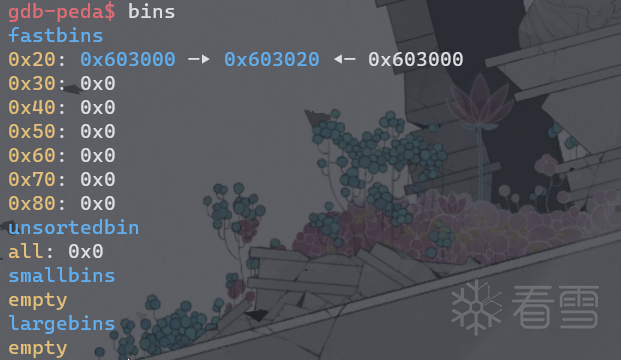 gdb-peda$ bins
fastbins
0x20: 0x603000 —▸ 0x603020 ◂— 0x603000
0x30: 0x0
0x40: 0x0
0x50: 0x0
0x60: 0x0
0x70: 0x0
0x80: 0x0
unsortedbin
all: 0x0
smallbins
empty
largebins
empty
看雪